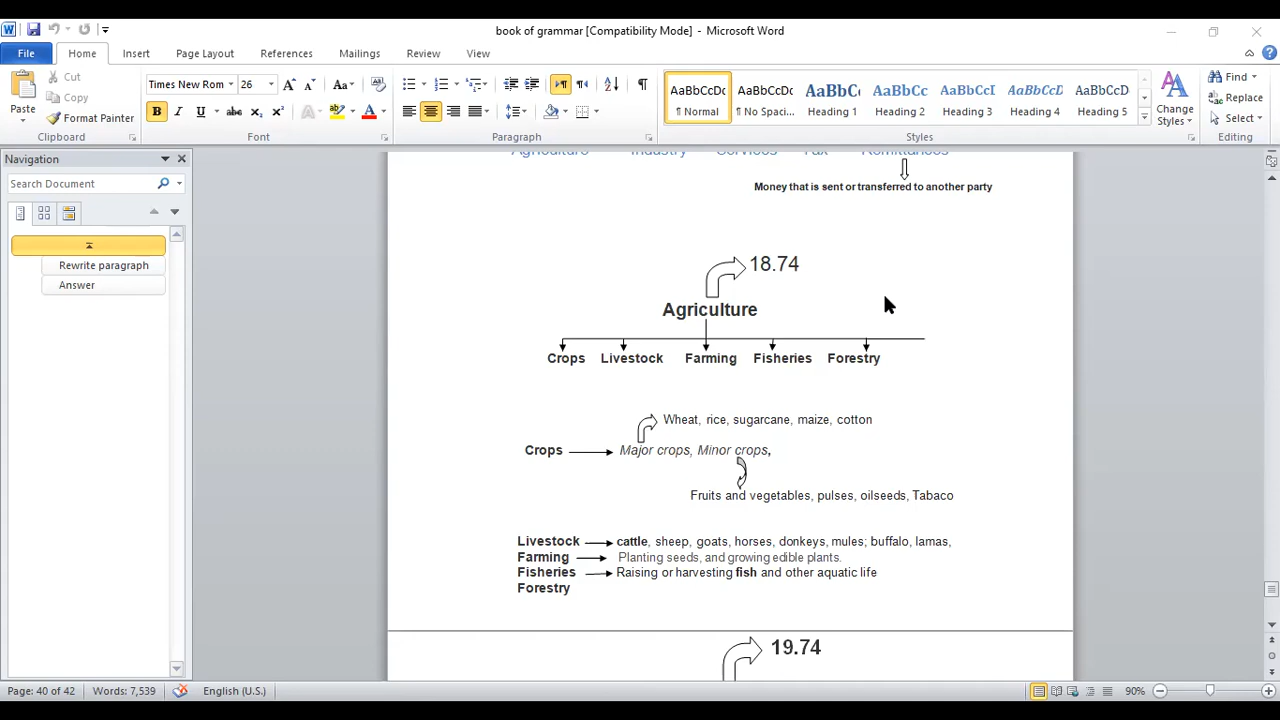 book of grammar [Compatibility Mode] - Microsoft Word
File Home Insert Page Layout References Mailings Review View
Paste
Cut
Copy
Format Painter
Clipboard
Times New Rom 26
Font
Paragraph
AaBbCcDc AaBbCcDc AaBbCc AaBbCc AaBbCcI AaBbCcD AaBbCcD
¶ Normal ¶ No Spaci... Heading 1 Heading 2 Heading 3 Heading 4 Heading 5
Change Styles
Styles
Find
Replace
Select
Editing
Navigation
Search Document
Rewrite paragraph
Answer
Agriculture Industry Services Tax Remittances
Money that is sent or transferred to another party
18.74
Agriculture
Crops Livestock Farming Fisheries Forestry
Wheat, rice, sugarcane, maize, cotton
Crops Major crops, Minor crops,
Fruits and vegetables, pulses, oilseeds, Tabaco
Livestock cattle, sheep, goats, horses, donkeys, mules; buffalo, lamas,
Farming Planting seeds, and growing edible plants.
Fisheries Raising or harvesting fish and other aquatic life
Forestry
19.74
Page: 40 of 42 Words: 7,539 English (U.S.) 90%